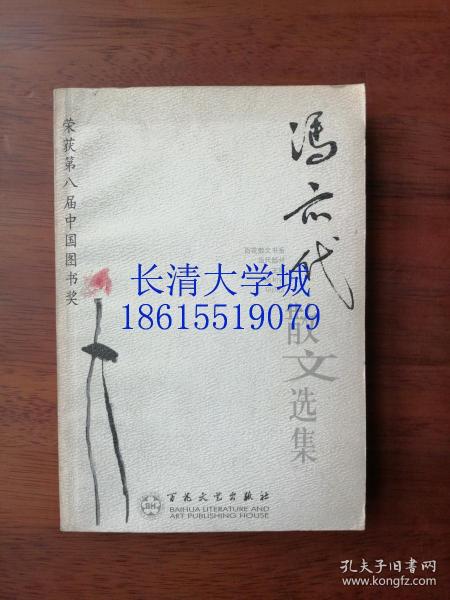 荣获第八届中国图书奖
冯亦代
散文选集
百花散文书系
长清大学城
18615519079
百花文艺出版社
BAIHUA LITERATURE AND
ART PUBLISHING HOUSE
孔夫子旧书网
www.kongfz.com